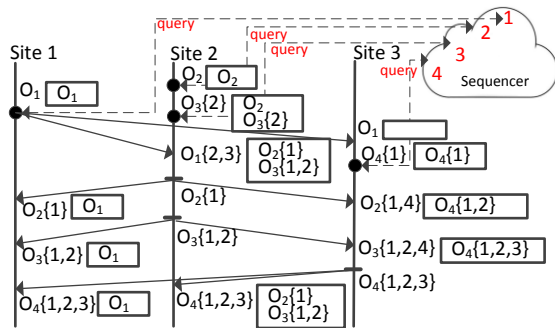 Site 1
Site 2
Site 3
query
query
query
query
1
2
3
4
Sequencer
O₁ O₁
O₂ O₂
O₃{2} O₂
O₃{2}
O₁
O₁{2,3} O₂{1}
O₃{1,2}
O₄{1} O₄{1}
O₂{1} O₁
O₂{1}
O₂{1,4} O₄{1,2}
O₃{1,2} O₁
O₃{1,2}
O₃{1,2,4} O₄{1,2,3}
O₄{1,2,3}
O₄{1,2,3} O₁
O₄{1,2,3} O₂{1}
O₃{1,2}